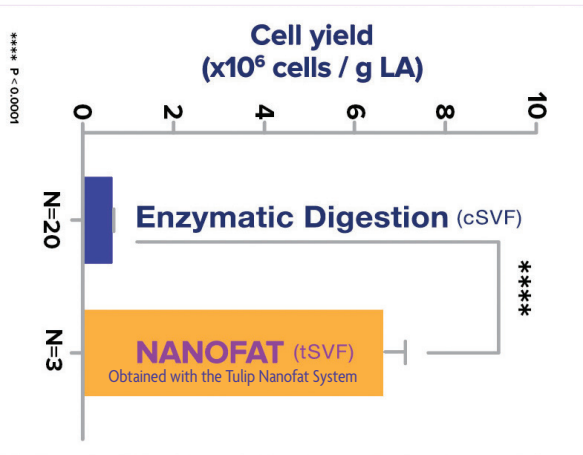 Cell yield
(x10⁶ cells / g LA)
0 2 4 6 8 10
**** P < 0.0001
N=20
Enzymatic Digestion (cSVF)
****
N=3
NANOFAT (tSVF)
Obtained with the Tulip Nanofat System